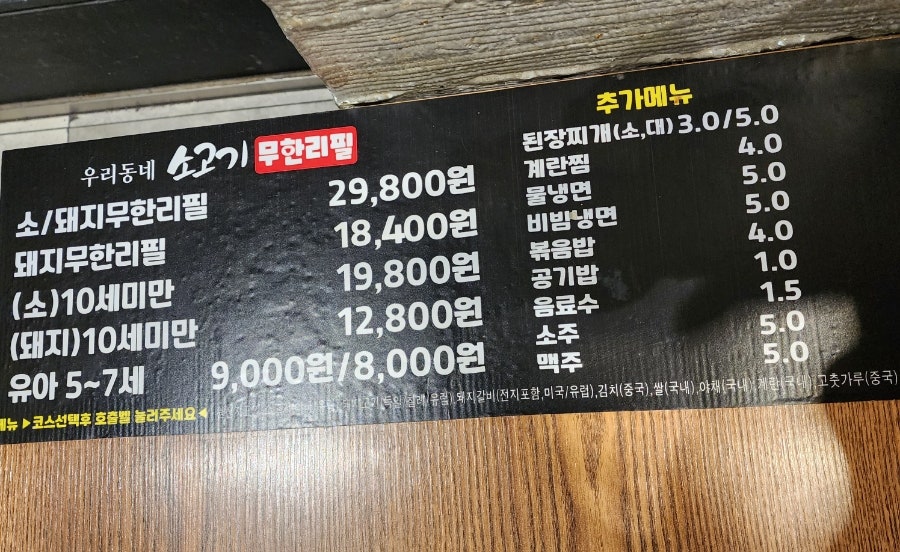 우리동네 소고기 무한리필
소/돼지무한리필 29,800원
돼지무한리필 18,400원
(소)10세미만 19,800원
(돼지)10세미만 12,800원
유아 5~7세 9,000원/8,000원
메뉴 ▶코스선택후 호출벨 눌러주세요◀
추가메뉴
된장찌개(소,대) 3.0/5.0
계란찜 4.0
물냉면 5.0
비빔냉면 5.0
볶음밥 4.0
공기밥 1.0
음료수 1.5
소주 5.0
맥주 5.0
돼지갈비(전지포함,미국/유럽),김치(중국),쌀(국내),야채(국내),계란(국내),고춧가루(중국)